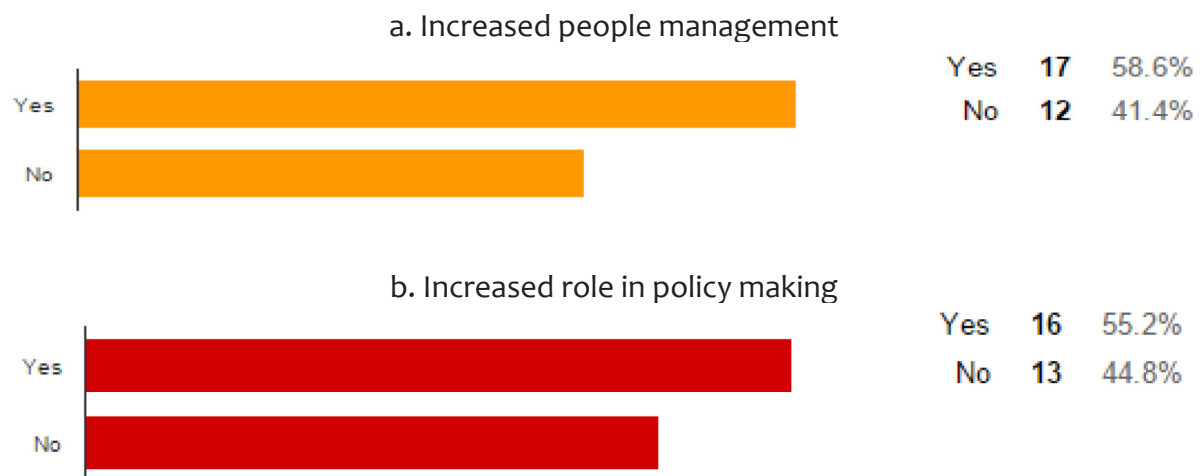 a. Increased people management
Yes 17 58.6%
Yes
No 12 41.4%
No
b. Increased role in policy making
Yes 16 55.2%
Yes
No 13 44.8%
No